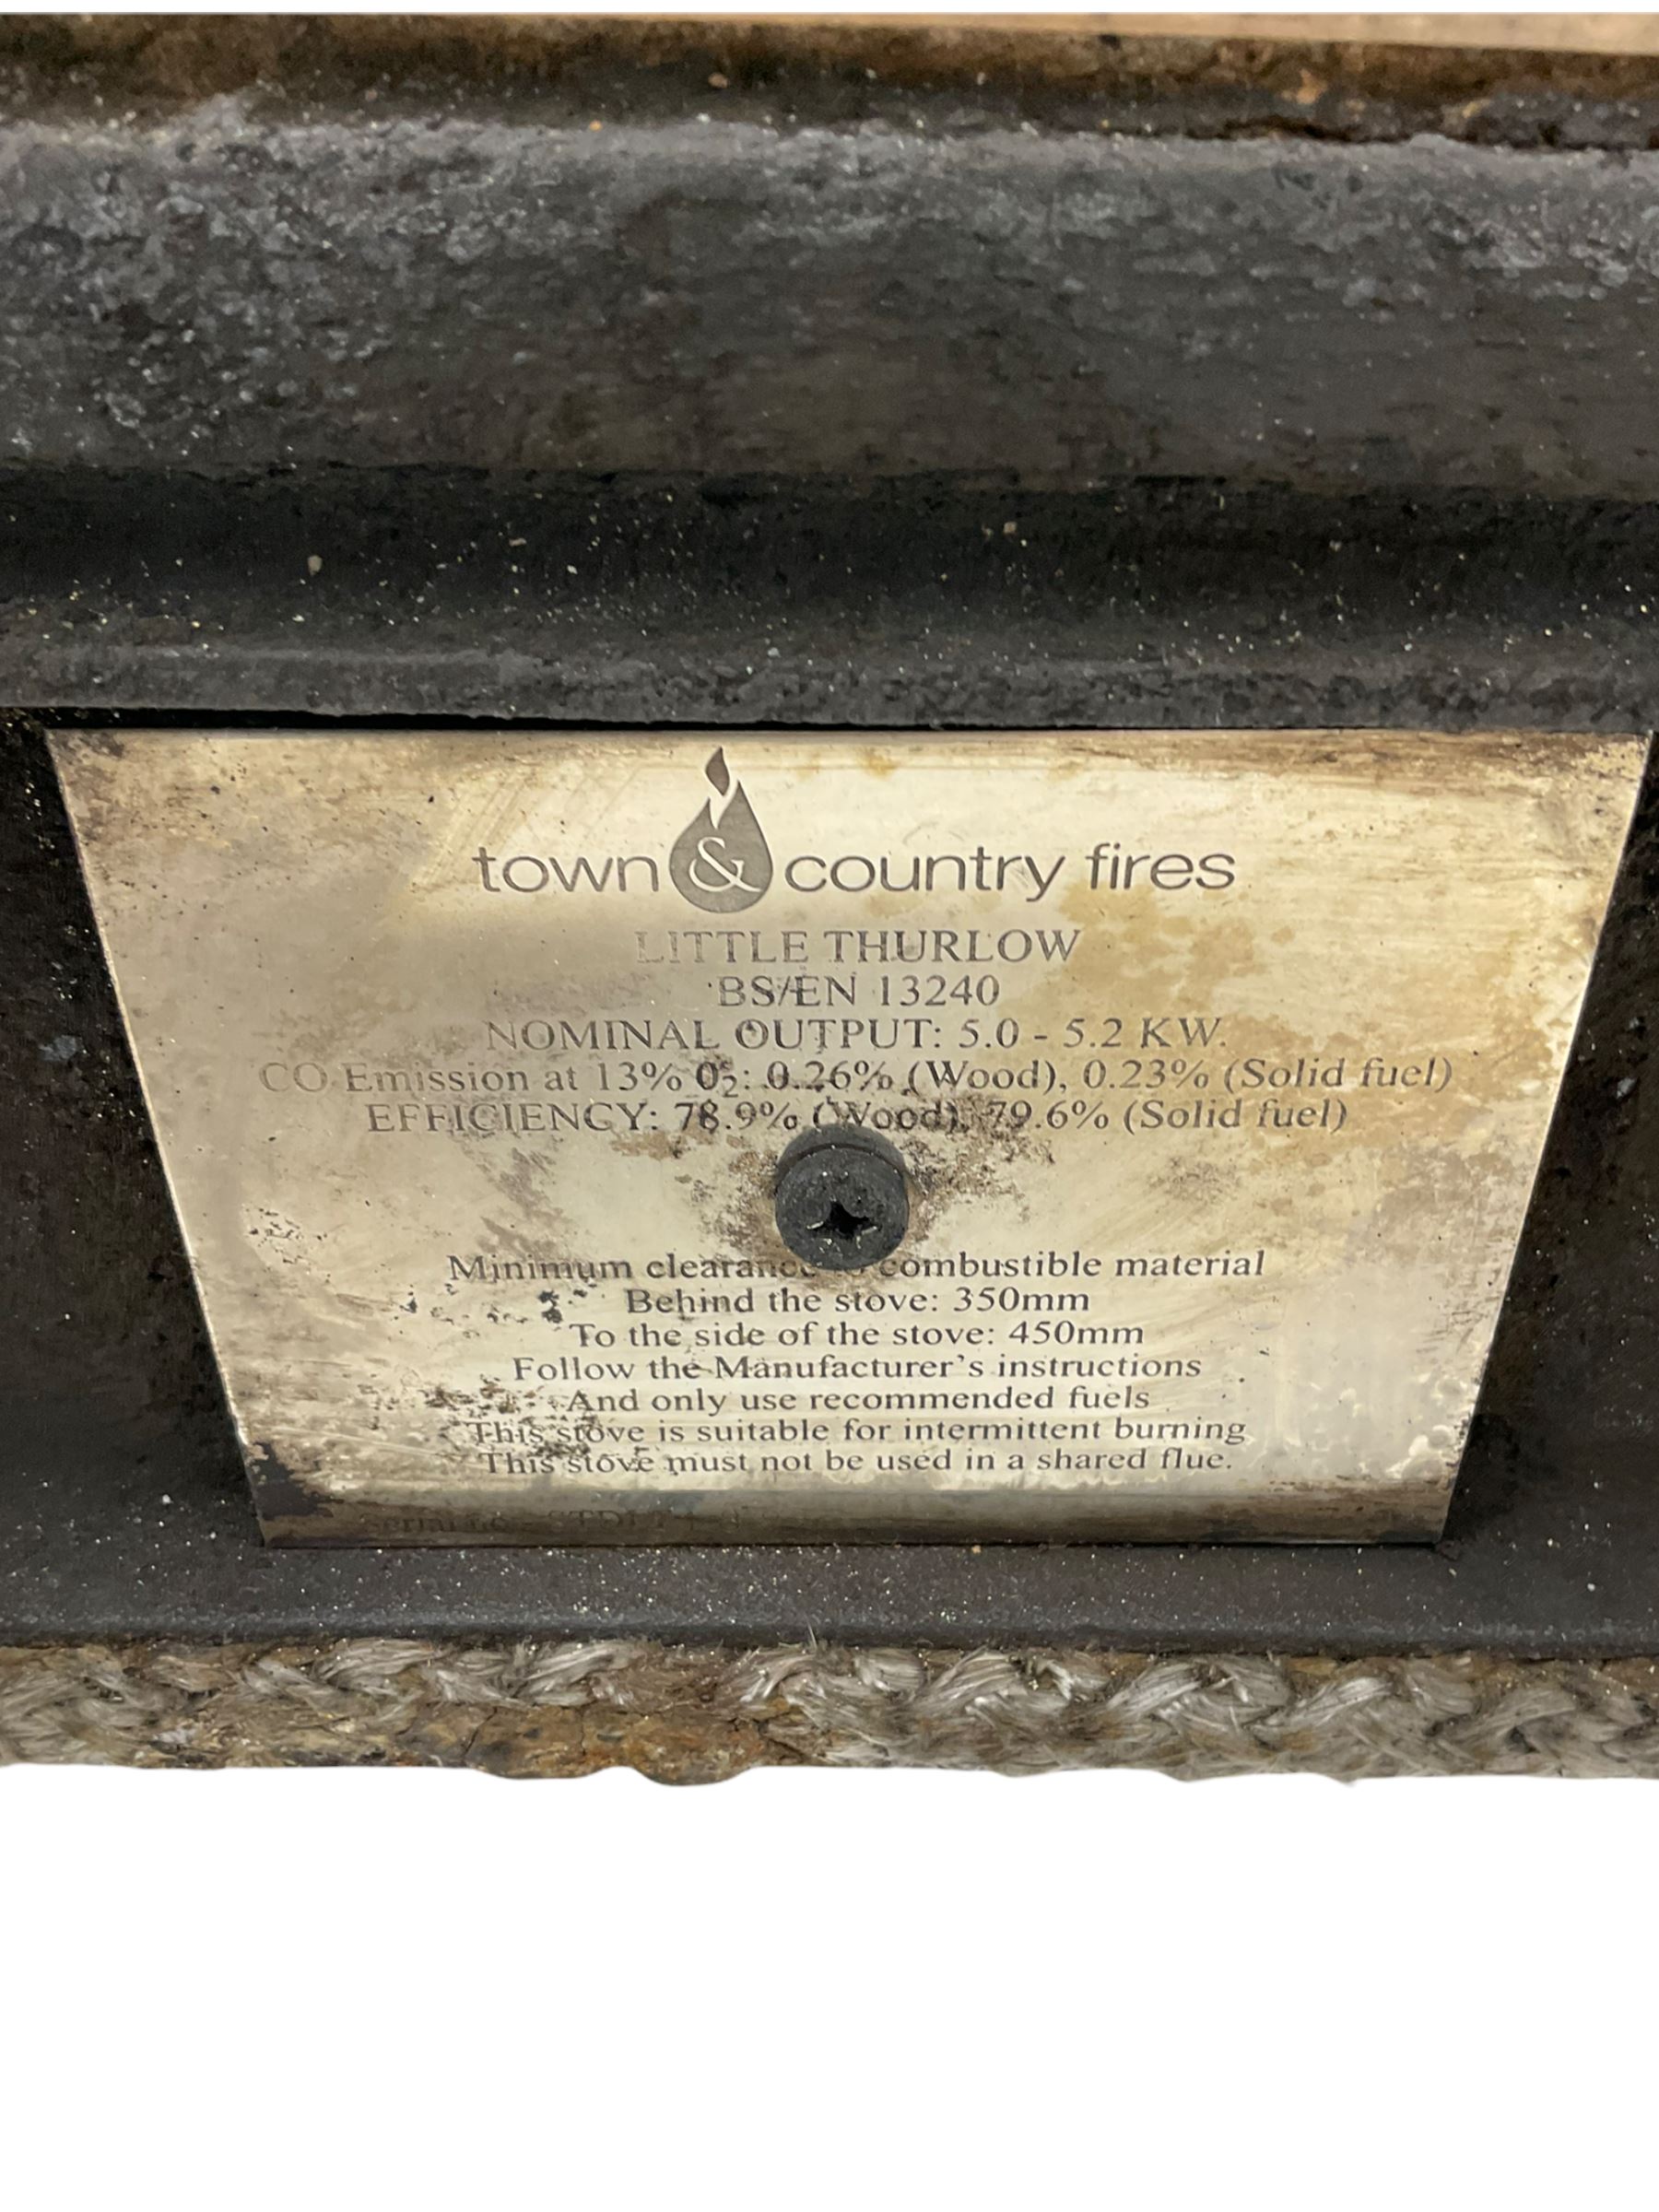 town & country fires
LITTLE THURLOW
BS/EN 13240
NOMINAL OUTPUT: 5.0 - 5.2 KW.
CO Emission at 13% 0₂: 0.26% (Wood), 0.23% (Solid fuel)
EFFICIENCY: 78.9% (Wood), 79.6% (Solid fuel)
Minimum clearance combustible material
Behind the stove: 350mm
To the side of the stove: 450mm
Follow the Manufacturer's instructions
And only use recommended fuels
This stove is suitable for intermittent burning
This stove must not be used in a shared flue.
Serial no